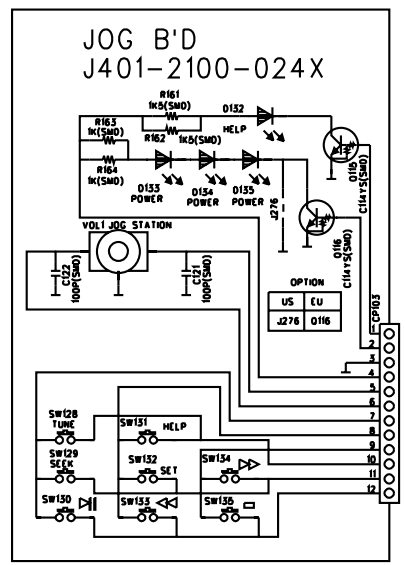 JOG B'D
J401-2100-024X
R161
1K5(SMD)
D132
HELP
R163
1K(SMD)
R162
1K5(SMD)
R164
1K(SMD)
D133
POWER
D134
POWER
D135
POWER
J276
Q115
C114YS(SMD)
Q116
C114YS(SMD)
VOL1 JOG STATION
C122
100P(SMD)
C121
100P(SMD)
OPTION
US EU
J276 Q116
CP103
1
2
3
4
5
6
7
8
9
10
11
12
SW128
TUNE
SW131
HELP
SW129
SEEK
SW132
SET
SW134
SW130
SW133
SW135